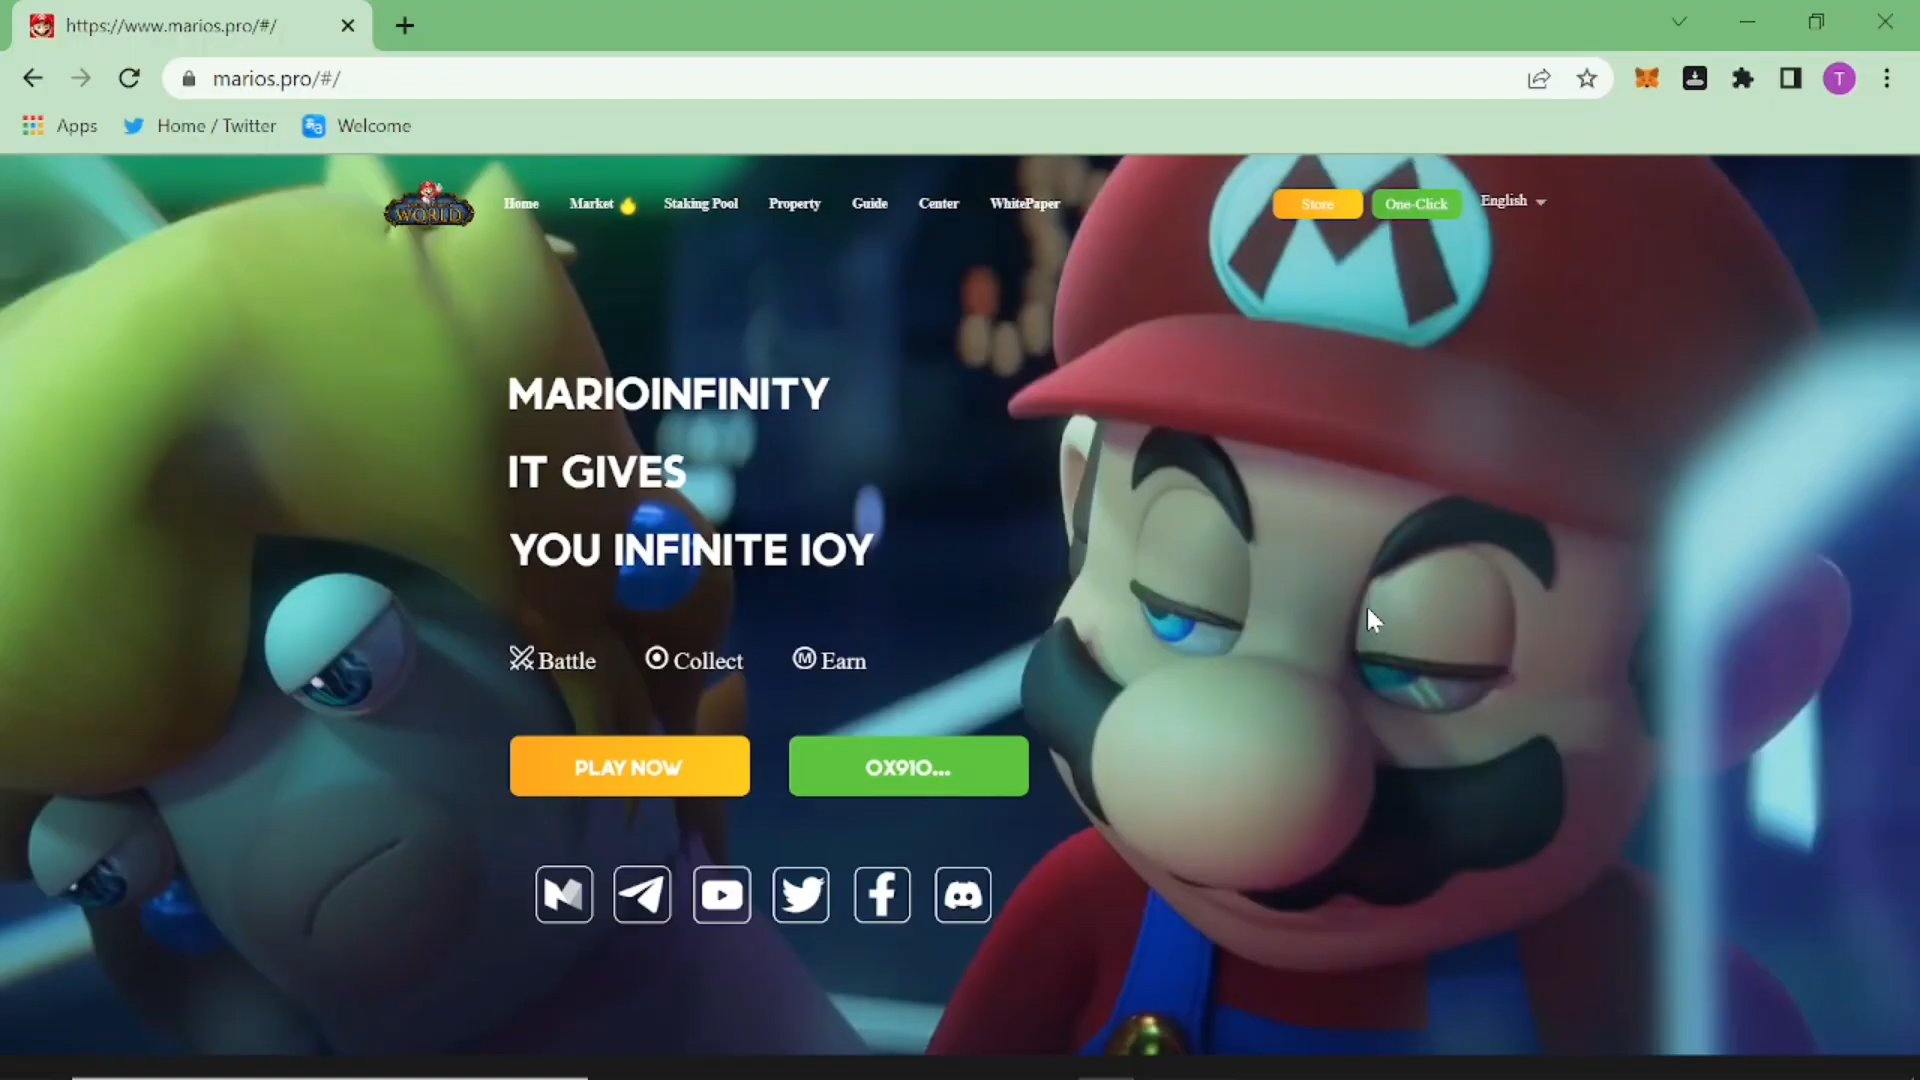 https://www.marios.pro/#/
marios.pro/#/
T
Apps
Home / Twitter
Welcome
WORLD
Home
Market
Staking Pool
Property
Guide
Center
WhitePaper
Store
One-Click
English
M
MARIOINFINITY
IT GIVES
YOU INFINITE IOY
Battle
Collect
M Earn
PLAY NOW
0X910...